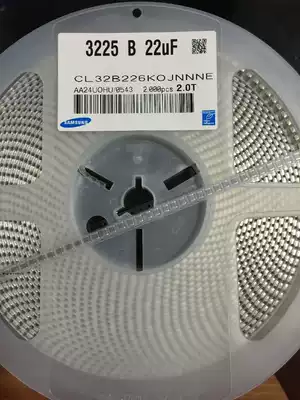 3225 B 22uF
CL32B226KOJNNNE
AA24UOHU/0543 2,000pcs 2.0T
SAMSUNG